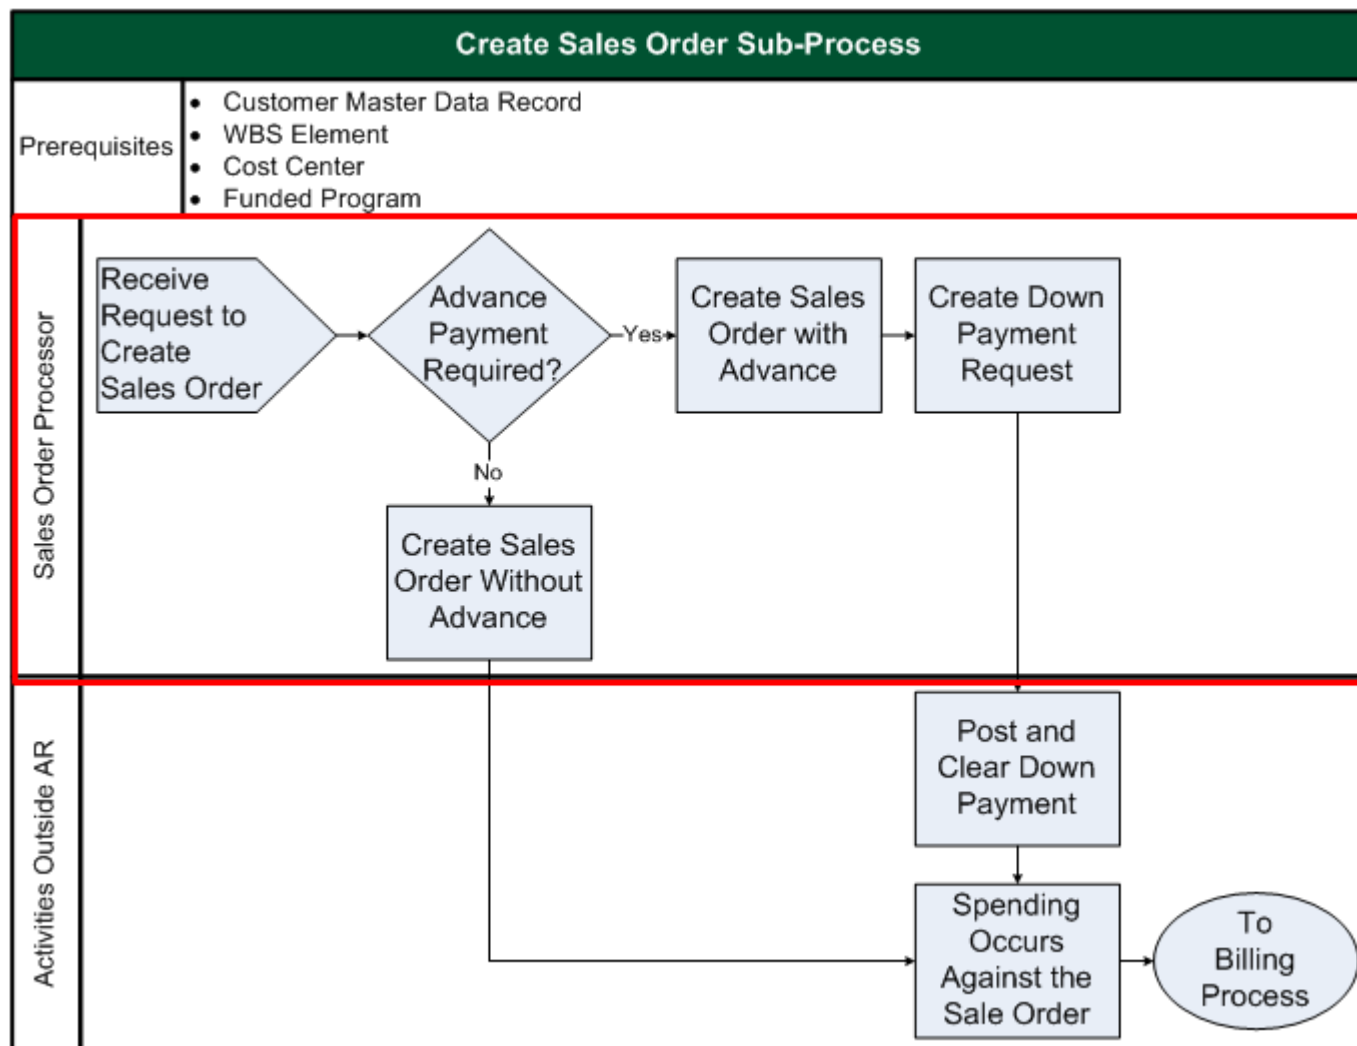 Create Sales Order Sub-Process
Prerequisites
• Customer Master Data Record
• WBS Element
• Cost Center
• Funded Program
Sales Order Processor
Receive
Request to
Create
Sales Order
Advance
Payment
Required?
Yes
Create Sales
Order with
Advance
Create Down
Payment
Request
No
Create Sales
Order Without
Advance
Activities Outside AR
Post and
Clear Down
Payment
Spending
Occurs
Against the
Sale Order
To
Billing
Process